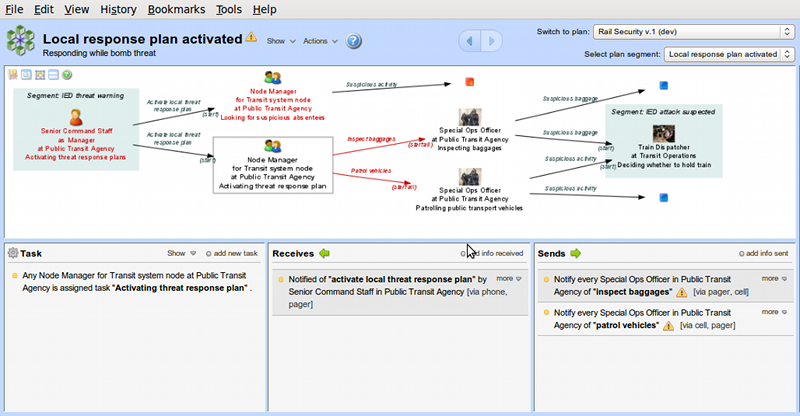 File Edit View History Bookmarks Tools Help
Local response plan activated
Show
Actions
Responding while bomb threat
Switch to plan: Rail Security v.1 (dev)
Select plan segment: Local response plan activated
Segment: IED threat warning
Senior Command Staff
as Manager
at Public Transit Agency
Activating threat response plans
Activate local threat
response plan
(start)
Activate local threat
response plan
(start)
Node Manager
for Transit system node
at Public Transit Agency
Looking for suspicious absentees
Suspicious activity
Node Manager
for Transit system node
at Public Transit Agency
Activating threat response plan
Inspect baggages
(start all)
Patrol vehicles
(start all)
Special Ops Officer
at Public Transit Agency
Inspecting baggages
Special Ops Officer
at Public Transit Agency
Patrolling public transport vehicles
Suspicious baggage
Suspicious baggage
(start)
Suspicious activity
(start)
Suspicious activity
Segment: IED attack suspected
Train Dispatcher
at Transit Operations
Deciding whether to hold train
Task
Show
add new task
Any Node Manager for Transit system node at Public Transit
Agency is assigned task "Activating threat response plan" .
Receives
add info received
Notified of "activate local threat response plan" by
Senior Command Staff in Public Transit Agency [via phone,
pager]
more
Sends
add info sent
Notify every Special Ops Officer in Public Transit
Agency of "inspect baggages" [via pager, cell]
more
Notify every Special Ops Officer in Public Transit
Agency of "patrol vehicles" [via cell, pager]
more